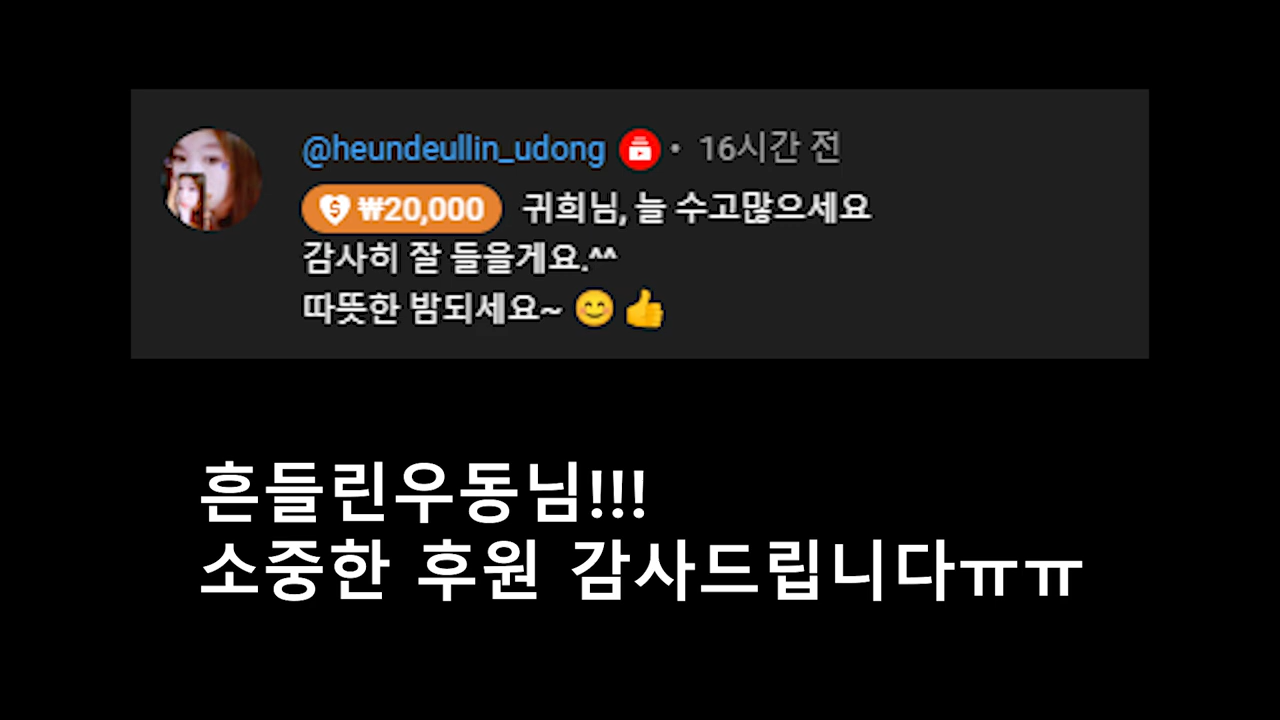 @heundeullin_udong • 16시간 전
₩20,000 귀희님, 늘 수고많으세요
감사히 잘 들을게요.^^
따뜻한 밤되세요~ 😊 👍
흔들린우동님!!!
소중한 후원 감사드립니다ㅠㅠ